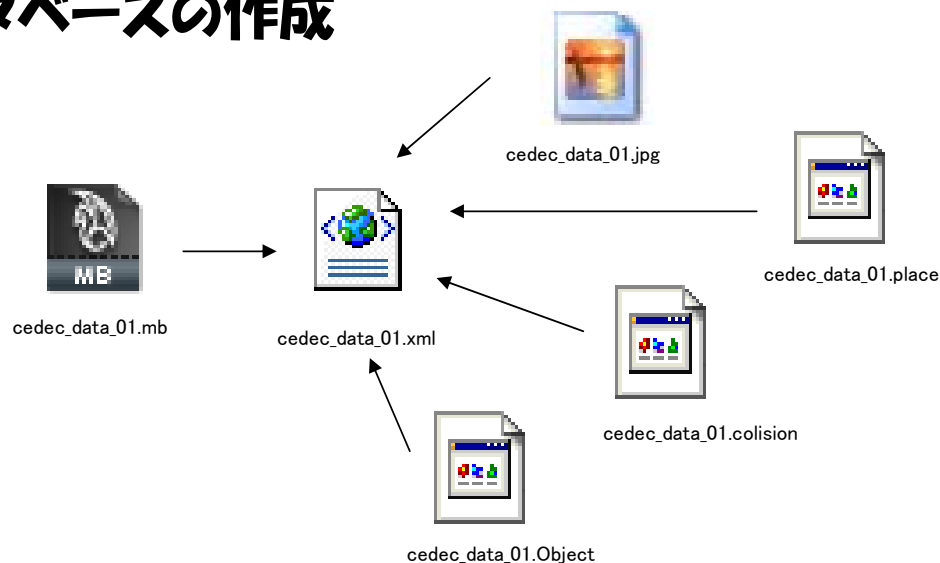 ベースの作成
cedec_data_01.jpg
cedec_data_01.place
MB
cedec_data_01.mb
cedec_data_01.xml
cedec_data_01.colision
cedec_data_01.Object